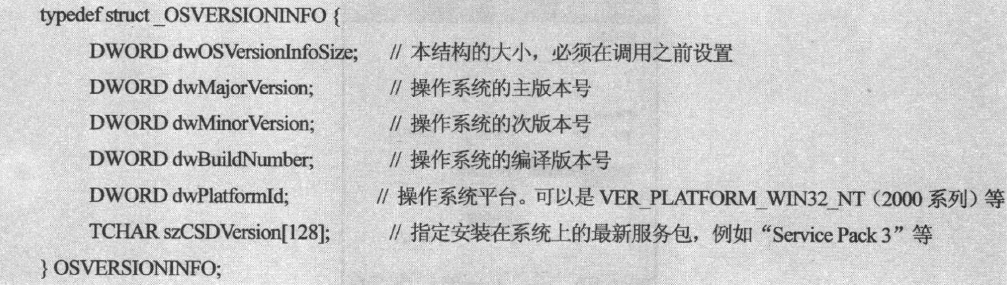 typedef struct _OSVERSIONINFO {
DWORD dwOSVersionInfoSize; // 本结构的大小，必须在调用之前设置
DWORD dwMajorVersion; // 操作系统的主版本号
DWORD dwMinorVersion; // 操作系统的次版本号
DWORD dwBuildNumber; // 操作系统的编译版本号
DWORD dwPlatformId; // 操作系统平台。可以是 VER_PLATFORM_WIN32_NT（2000 系列）等
TCHAR szCSDVersion[128]; // 指定安装在系统上的最新服务包，例如“Service Pack 3”等
} OSVERSIONINFO;